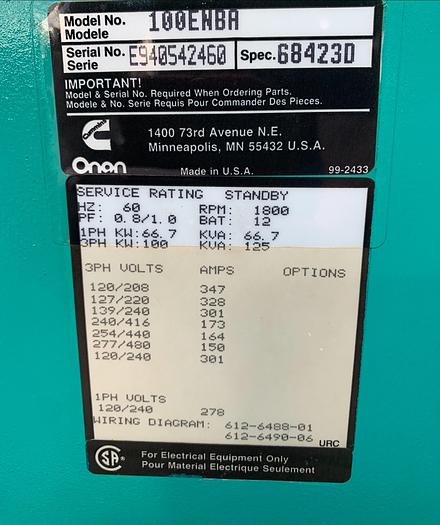 Model No. 100ENBA
Modele
Serial No. E940542460 Spec. 68423D
Serie
IMPORTANT!
Model & Serial No. Required When Ordering Parts.
Modele & No. Serie Requis Pour Commander Des Pieces.
Cummins
1400 73rd Avenue N.E.
Minneapolis, MN 55432 U.S.A.
Onan
Made in U.S.A. 99-2433
SERVICE RATING STANDBY
HZ: 60 RPM: 1800
PF: 0.8/1.0 BAT: 12
1PH KW:66.7 KVA: 66.7
3PH KW:100 KVA: 125
3PH VOLTS AMPS OPTIONS
120/208 347
127/220 328
139/240 301
240/416 173
254/440 164
277/480 150
120/240 301
1PH VOLTS
120/240 278
WIRING DIAGRAM: 612-6488-01
612-6490-06 URC
SA®
For Electrical Equipment Only
Pour Material Electrique Seulement